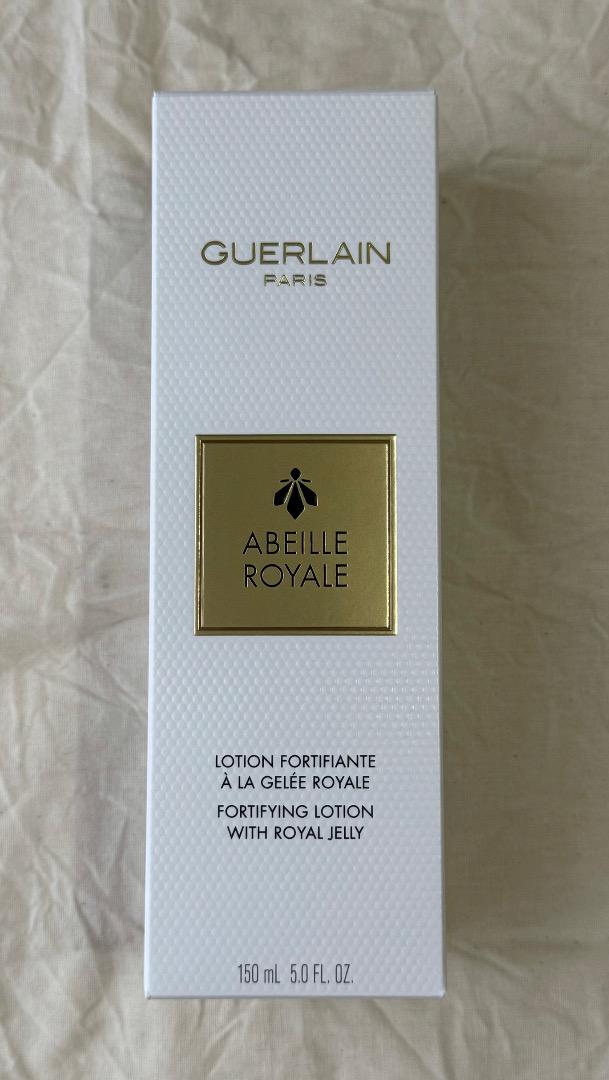 GUERLAIN
PARIS
ABEILLE
ROYALE
LOTION FORTIFIANTE
À LA GELÉE ROYALE
FORTIFYING LOTION
WITH ROYAL JELLY
150 mL 5.0 FL. OZ.